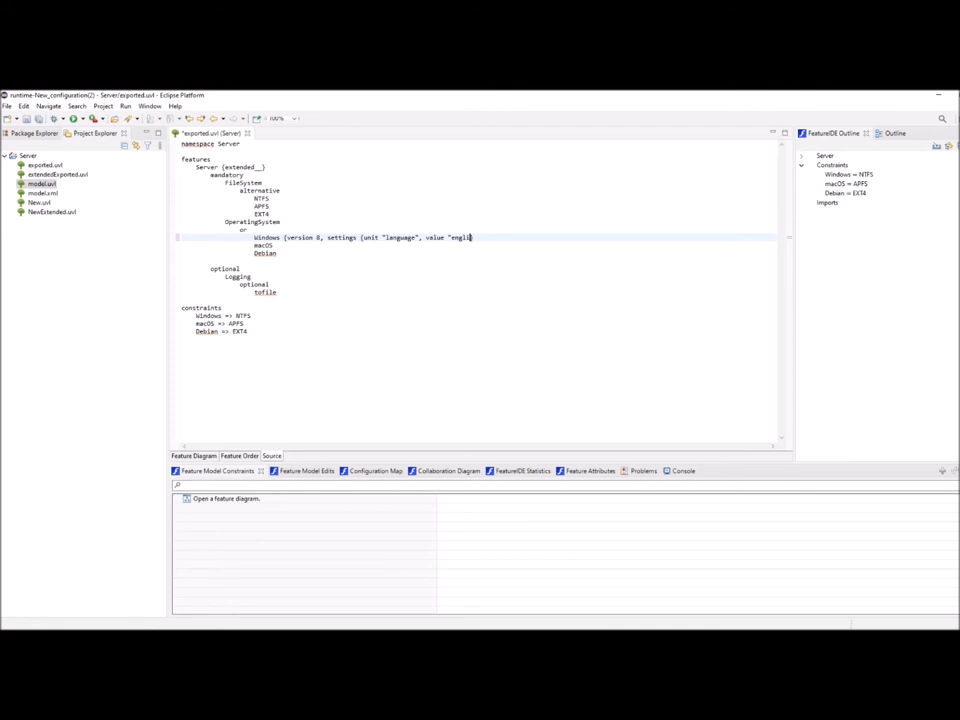 runtime-New_configuration(2) - Server/exported.uvl - Eclipse Platform
File Edit Navigate Search Project Run Window Help
100%
Package Explorer Project Explorer
Server
exported.uvl
extendedExported.uvl
model.uvl
model.xml
New.uvl
NewExtended.uvl
*exported.uvl (Server)
namespace Server
features
Server {extended__}
mandatory
FileSystem
alternative
NTFS
APFS
EXT4
OperatingSystem
or
Windows {version 8, settings {unit "language", value "engli}
macOS
Debian
optional
Logging
optional
tofile
constraints
Windows => NTFS
macOS => APFS
Debian => EXT4
Feature Diagram Feature Order Source
FeatureIDE Outline Outline
Server
Constraints
Windows ⇒ NTFS
macOS ⇒ APFS
Debian ⇒ EXT4
Imports
Feature Model Constraints Feature Model Edits Configuration Map Collaboration Diagram FeatureIDE Statistics Feature Attributes Problems Console
Open a feature diagram.